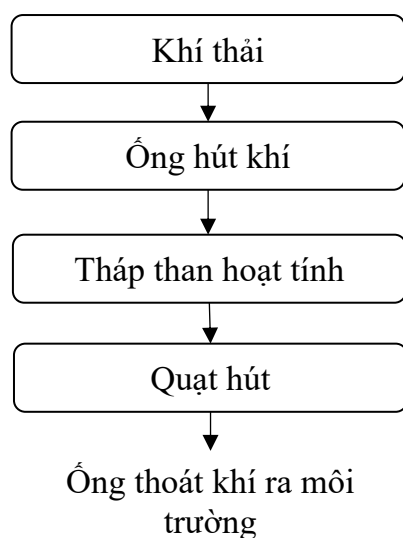 Khí thải
Ống hút khí
Tháp than hoạt tính
Quạt hút
Ống thoát khí ra môi
trường